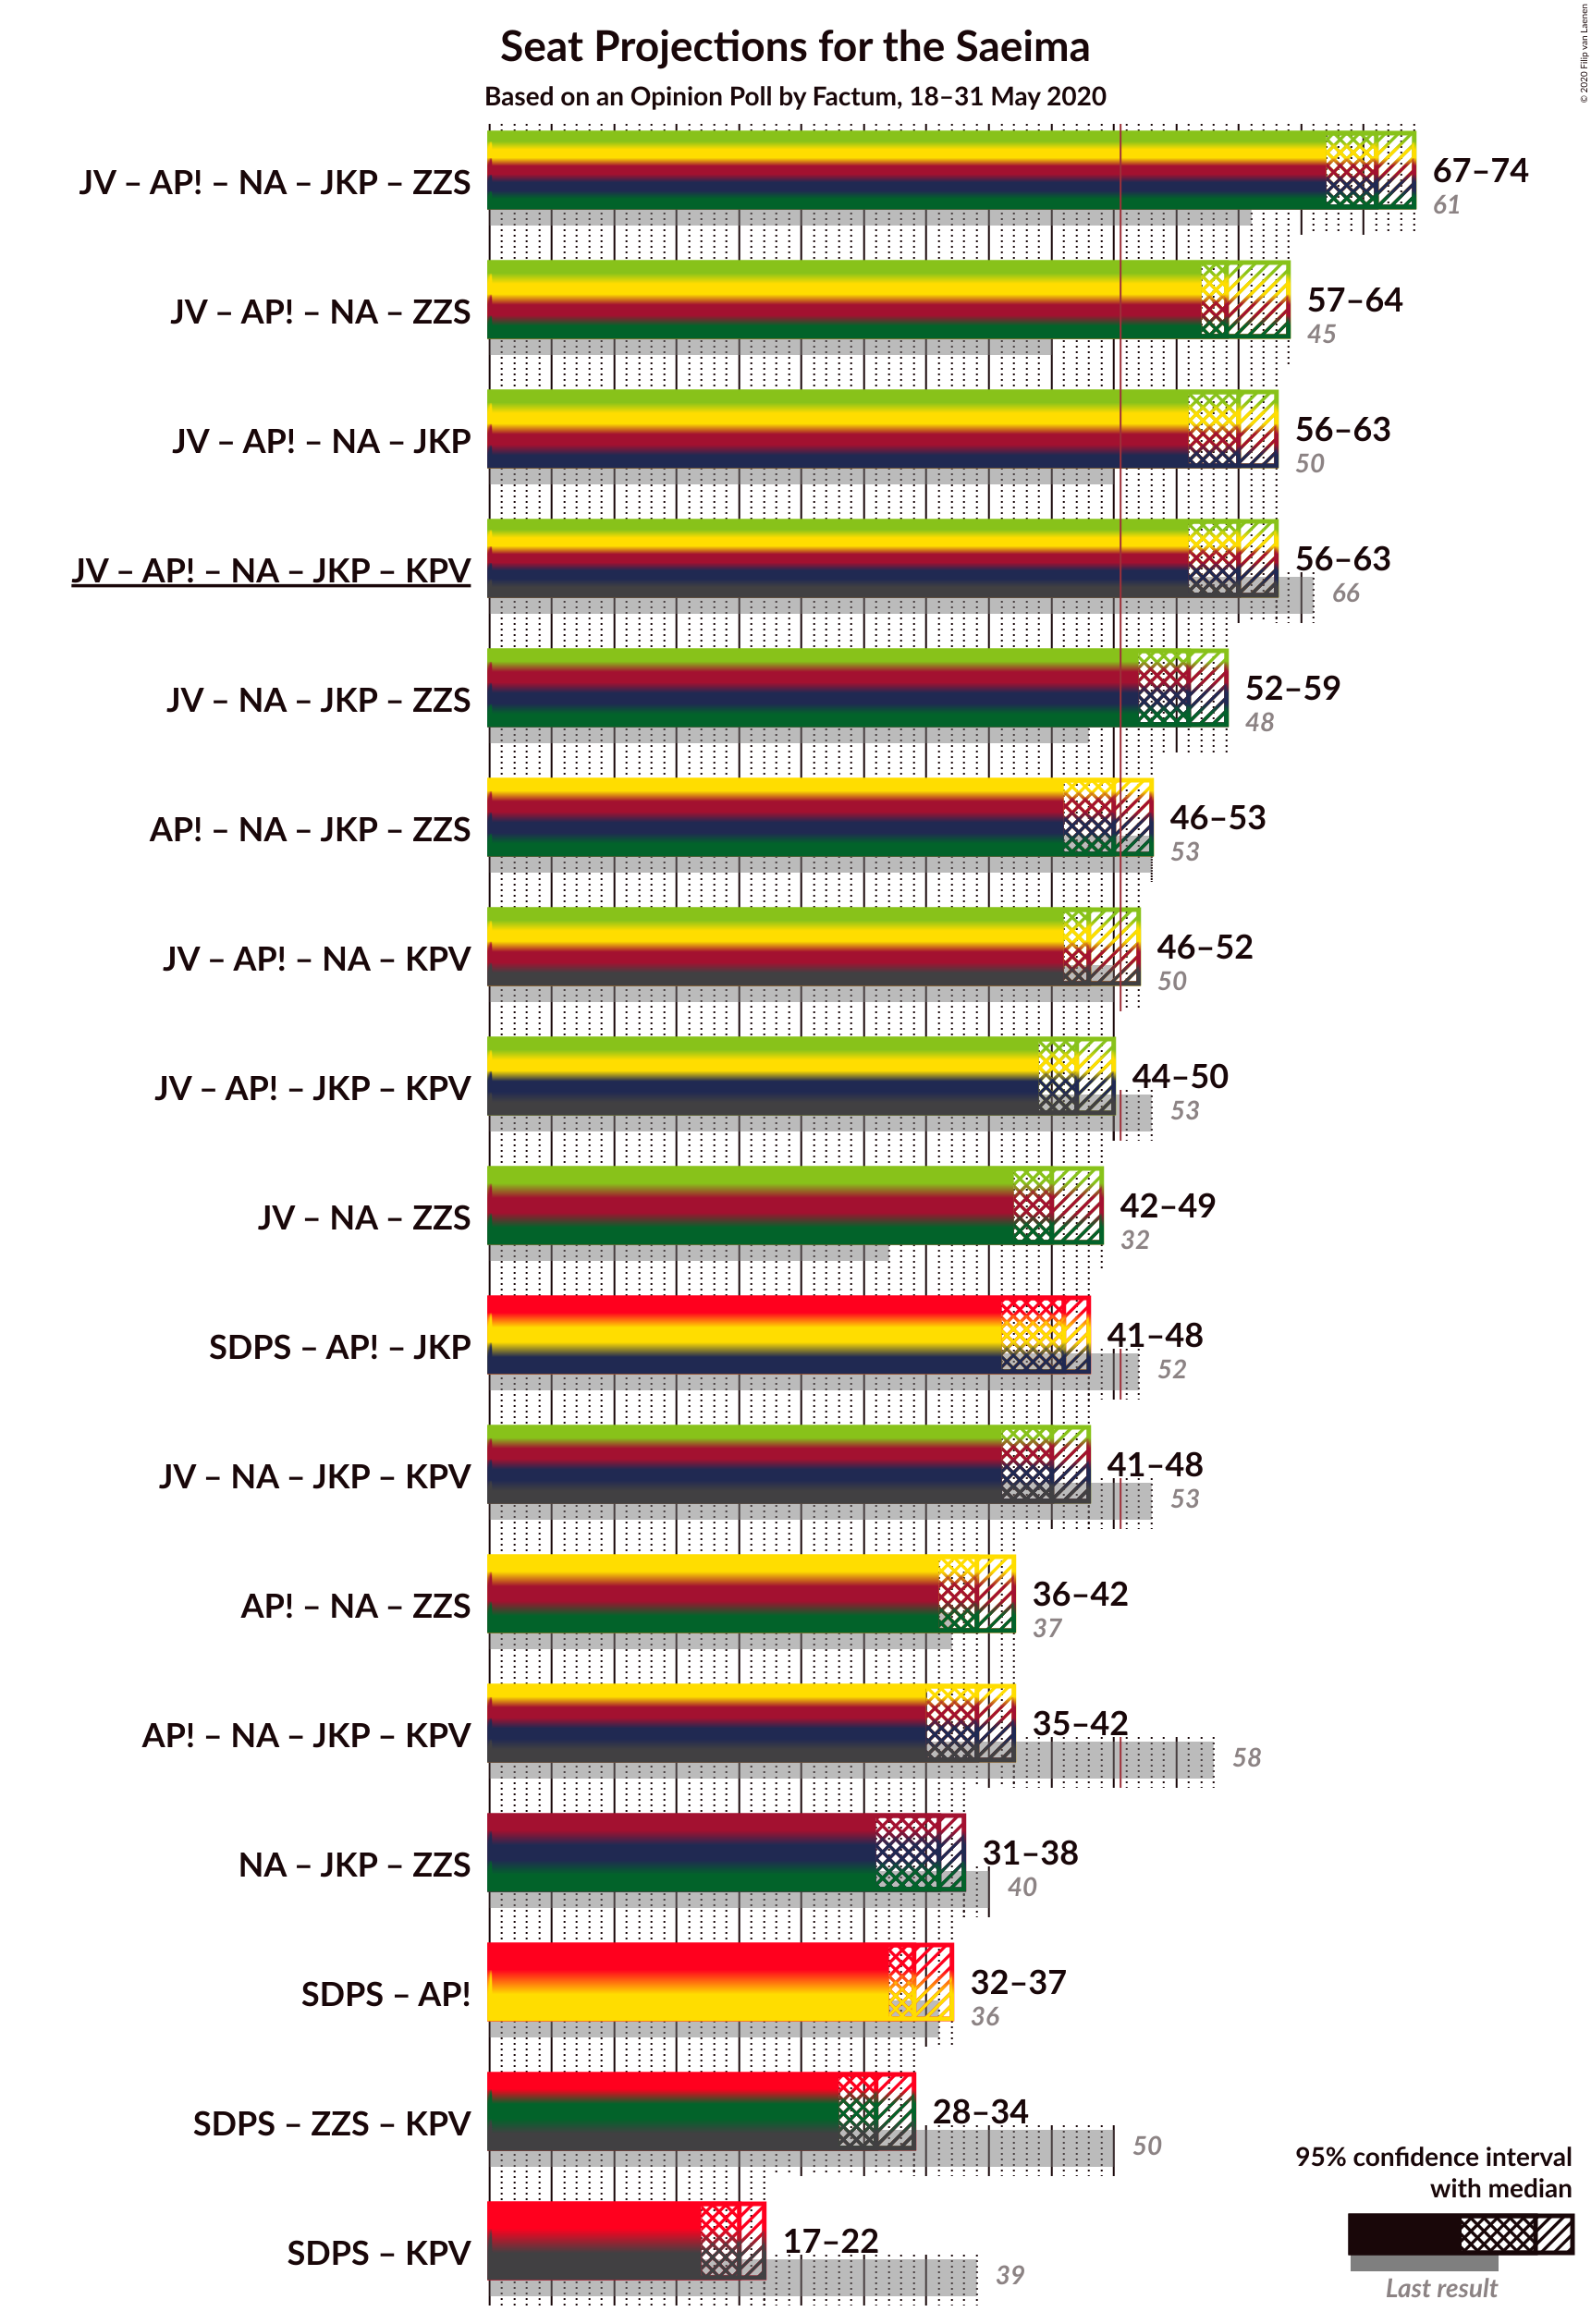 Seat Projections for the Saeima
Based on an Opinion Poll by Factum, 18–31 May 2020
© 2020 Filip van Laenen
JV – AP! – NA – JKP – ZZS
67–74
61
JV – AP! – NA – ZZS
57–64
45
JV – AP! – NA – JKP
56–63
50
JV – AP! – NA – JKP – KPV
56–63
66
JV – NA – JKP – ZZS
52–59
48
AP! – NA – JKP – ZZS
46–53
53
JV – AP! – NA – KPV
46–52
50
JV – AP! – JKP – KPV
44–50
53
JV – NA – ZZS
42–49
32
SDPS – AP! – JKP
41–48
52
JV – NA – JKP – KPV
41–48
53
AP! – NA – ZZS
36–42
37
AP! – NA – JKP – KPV
35–42
58
NA – JKP – ZZS
31–38
40
SDPS – AP!
32–37
36
SDPS – ZZS – KPV
28–34
50
SDPS – KPV
17–22
39
95% confidence interval
with median
Last result